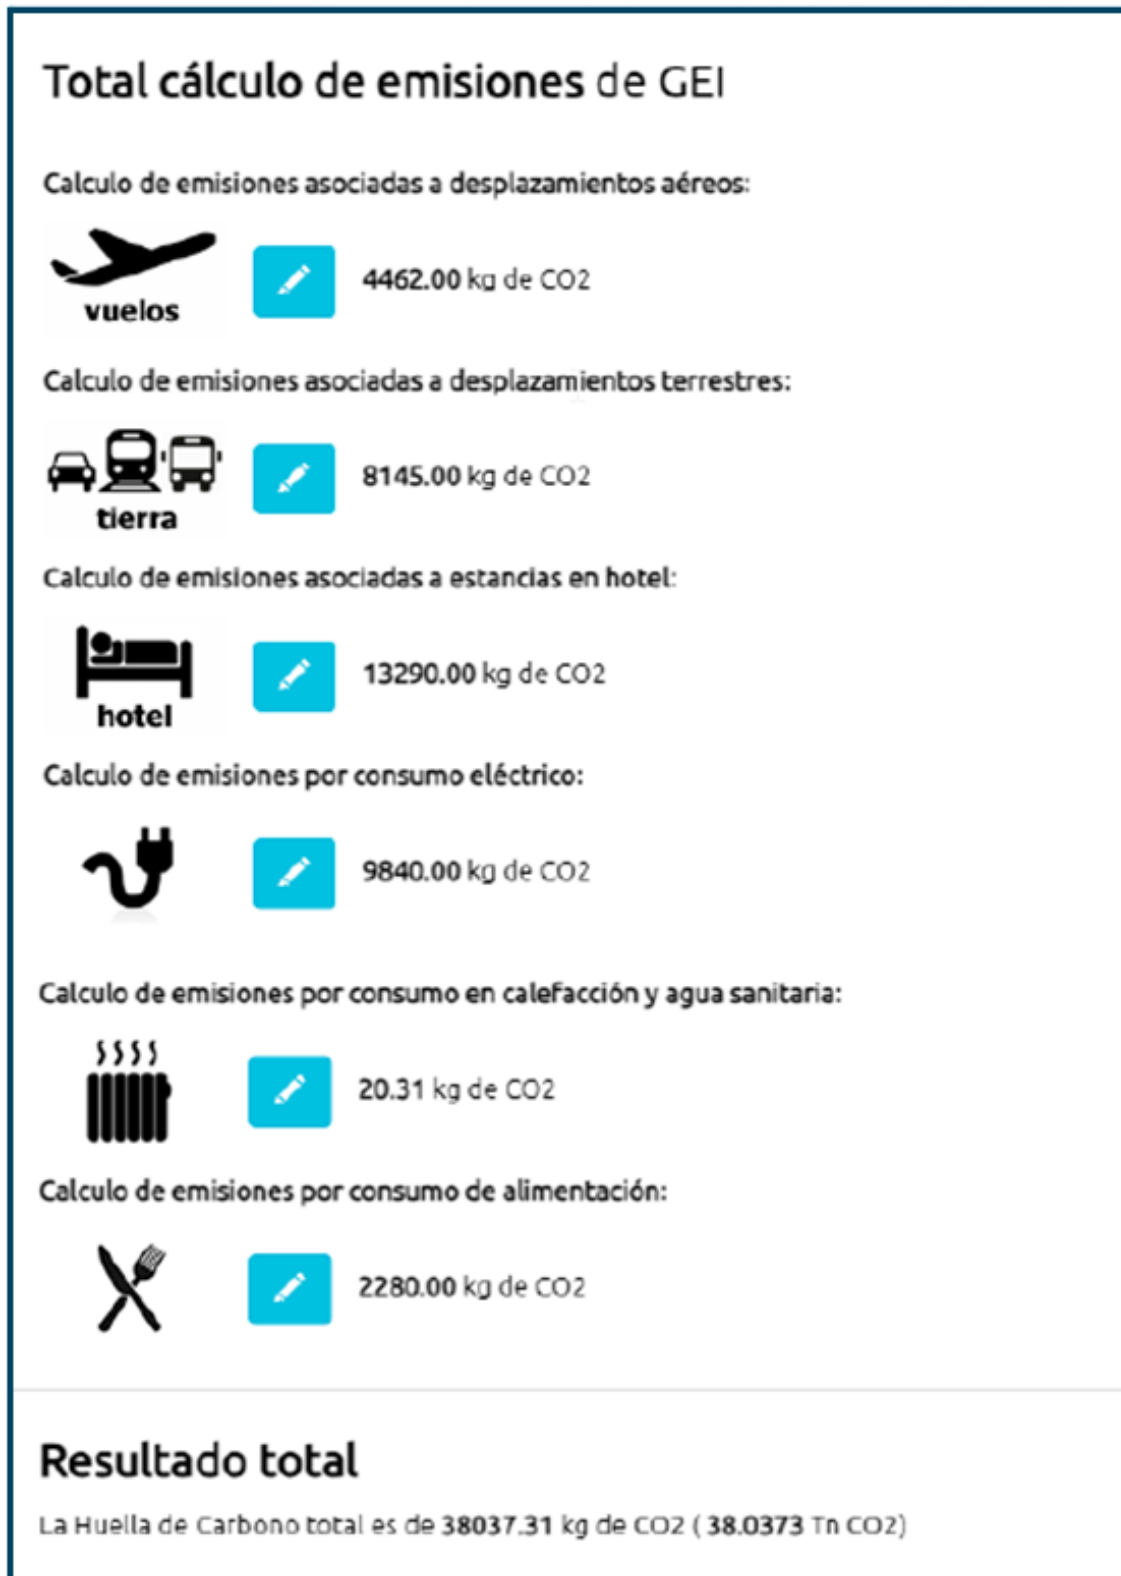 Total cálculo de emisiones de GEI
Calculo de emisiones asociadas a desplazamientos aéreos:
vuelos
4462.00 kg de CO2
Calculo de emisiones asociadas a desplazamientos terrestres:
tierra
8145.00 kg de CO2
Calculo de emisiones asociadas a estancias en hotel:
hotel
13290.00 kg de CO2
Calculo de emisiones por consumo eléctrico:
9840.00 kg de CO2
Calculo de emisiones por consumo en calefacción y agua sanitaria:
20.31 kg de CO2
Calculo de emisiones por consumo de alimentación:
2280.00 kg de CO2
Resultado total
La Huella de Carbono total es de 38037.31 kg de CO2 ( 38.0373 Tn CO2)